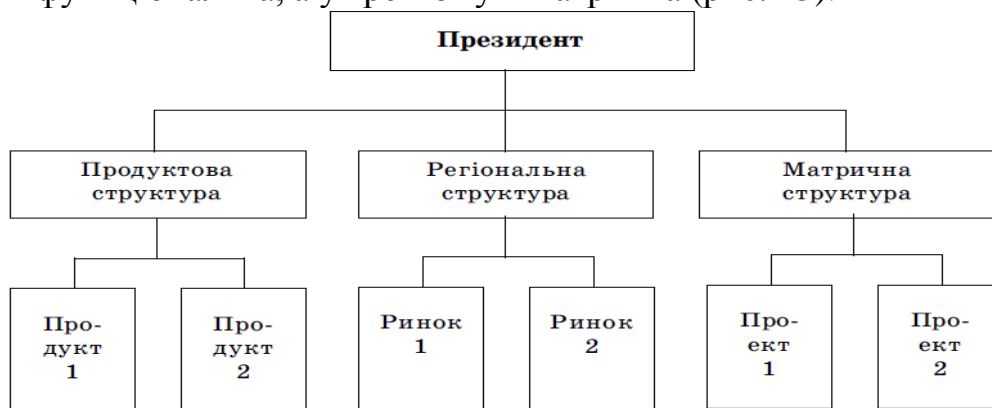 Президент
Продуктова
структура
Регіональна
структура
Матрична
структура
Про-
дукт
1
Про-
дукт
2
Ринок
1
Ринок
2
Про-
ект
1
Про-
ект
2